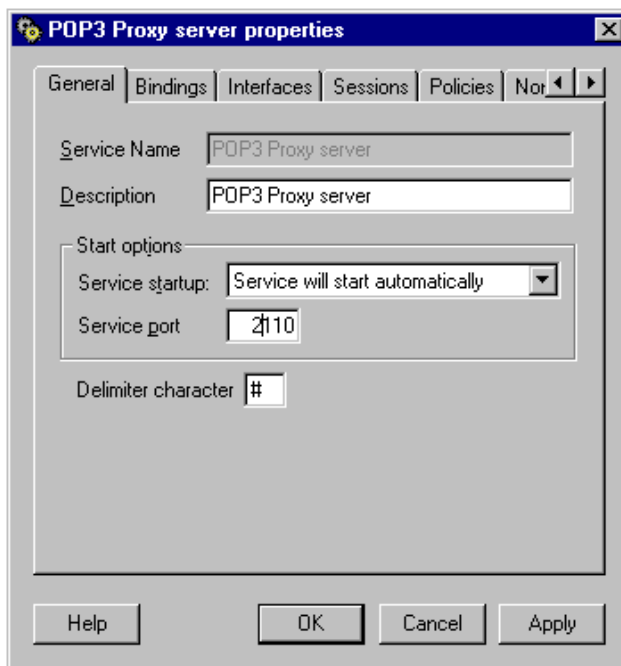 POP3 Proxy server properties
General Bindings Interfaces Sessions Policies
Service Name POP3 Proxy server
Description POP3 Proxy server
Start options
Service startup: Service will start automatically
Service port 2110
Delimiter character #
Help OK Cancel Apply